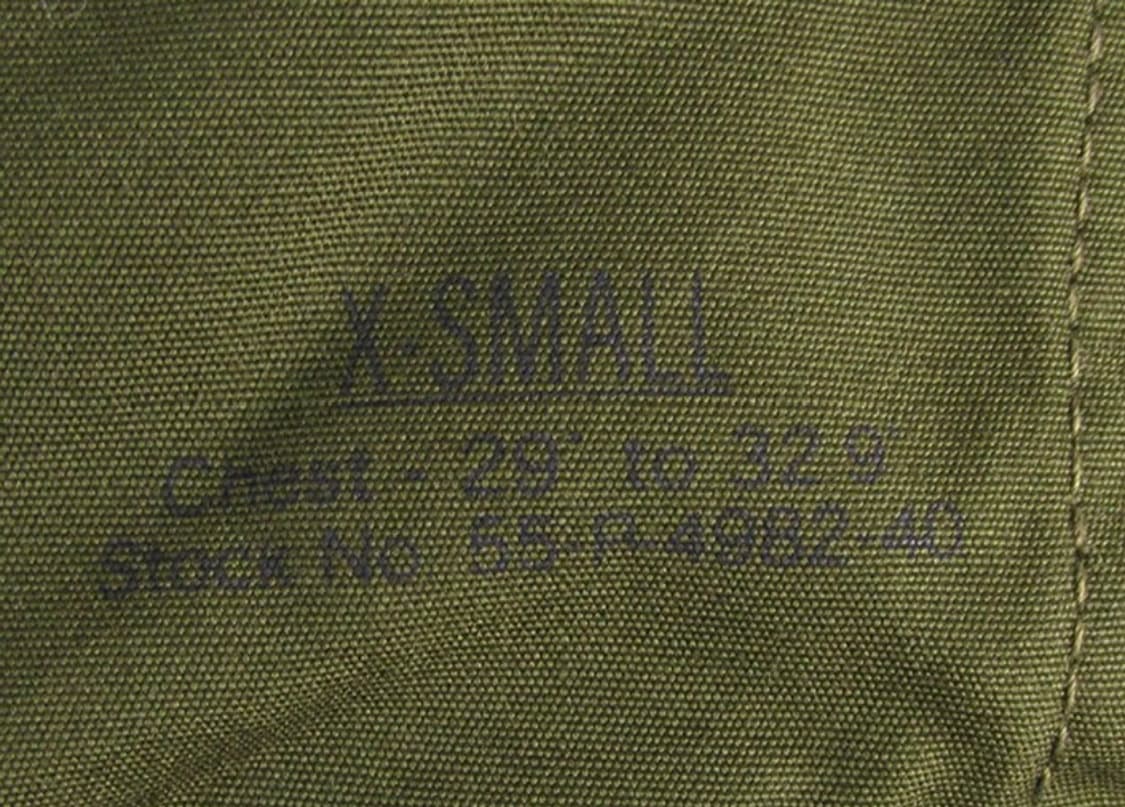 X-SMALL
Chest - 29" to 32.9"
Stock No 55-P-4982-40